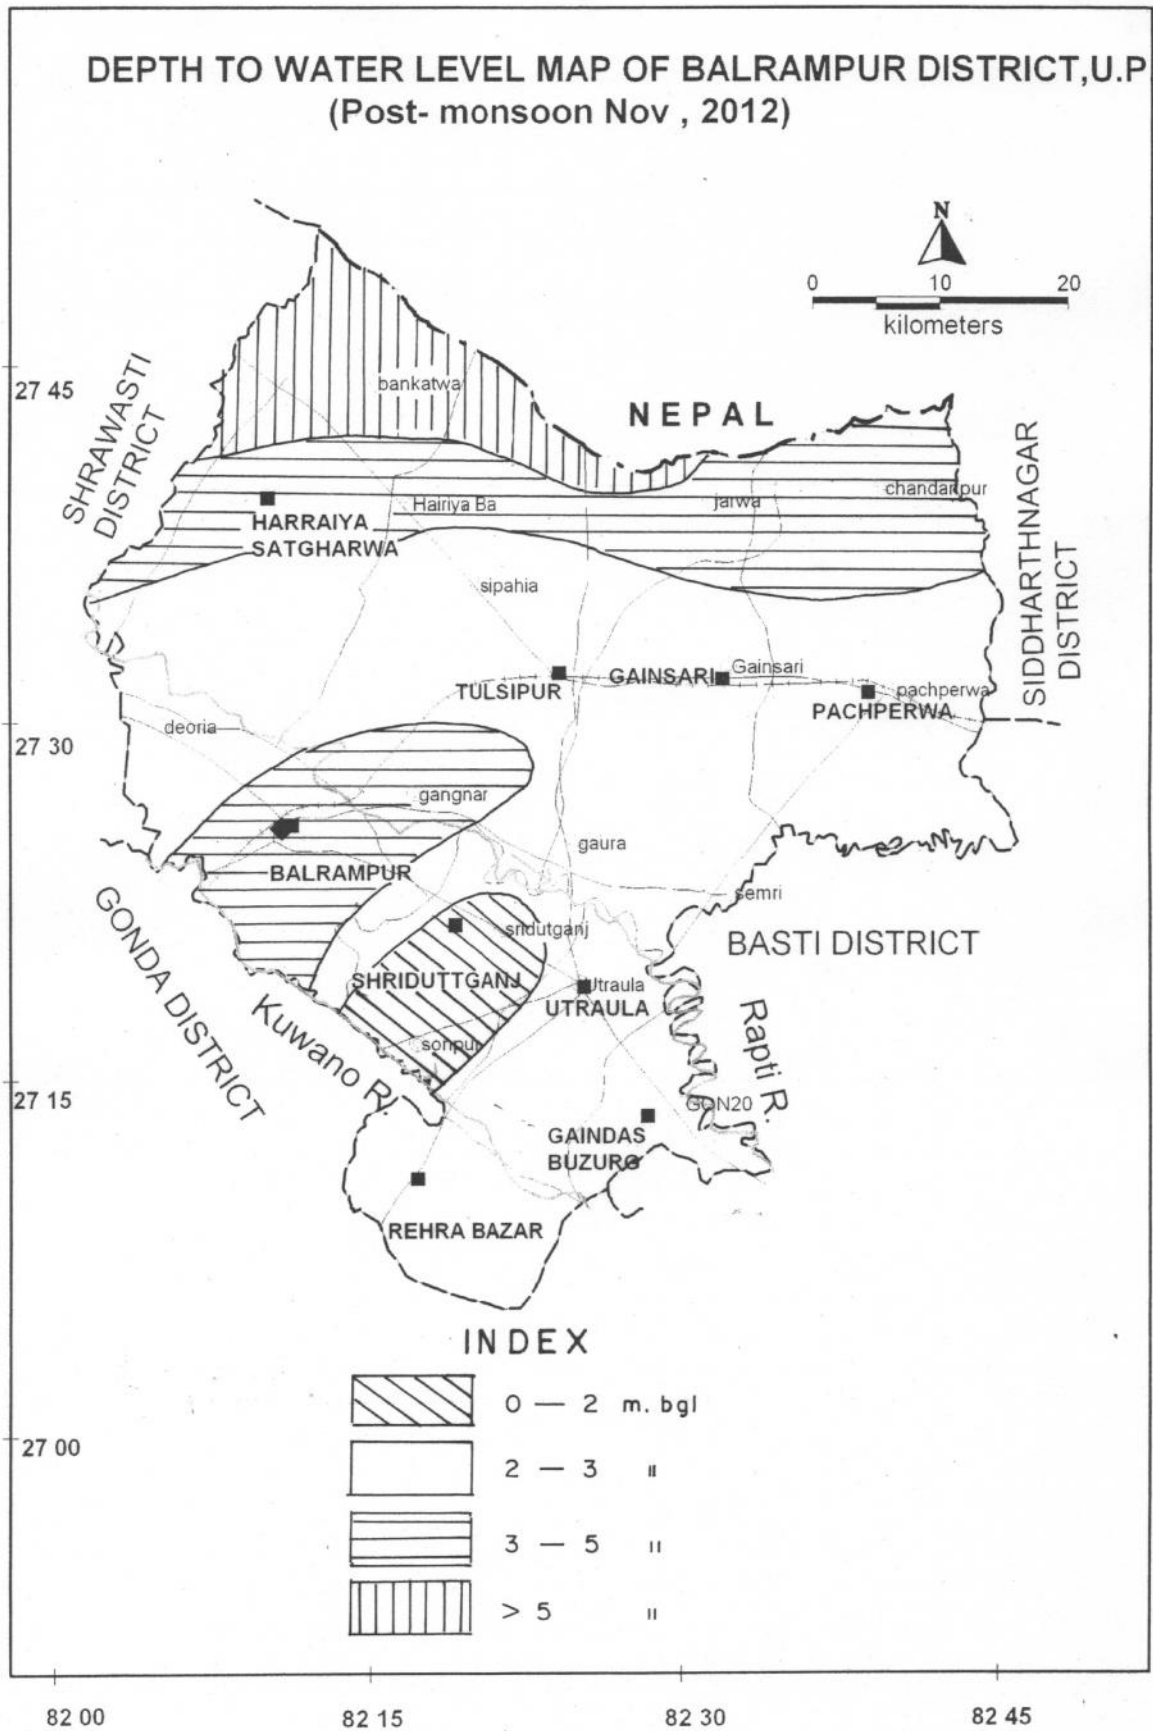 DEPTH TO WATER LEVEL MAP OF BALRAMPUR DISTRICT,U.P
(Post- monsoon Nov , 2012)
N
0 10 20
kilometers
27 45
SHRAWASTI
DISTRICT
bankatwa
NEPAL
chandanpur
Hairiya Ba
jarwa
HARRAIYA
SATGHARWA
SIDDHARTHNAGAR
DISTRICT
sipahia
TULSIPUR
GAINSARI
Gainsari
pachperwa
PACHPERWA
27 30
deoria
gangnar
BALRAMPUR
gaura
semri
GONDA DISTRICT
sridutganj
BASTI DISTRICT
SHRIDUTTGANJ
Utraula
UTRAULA
Kuwano R.
sonpur
Rapti R.
27 15
GON20
GAINDAS
BUZURG
REHRA BAZAR
INDEX
0 — 2 m. bgl
27 00
2 — 3 "
3 — 5 "
> 5 "
82 00 82 15 82 30 82 45